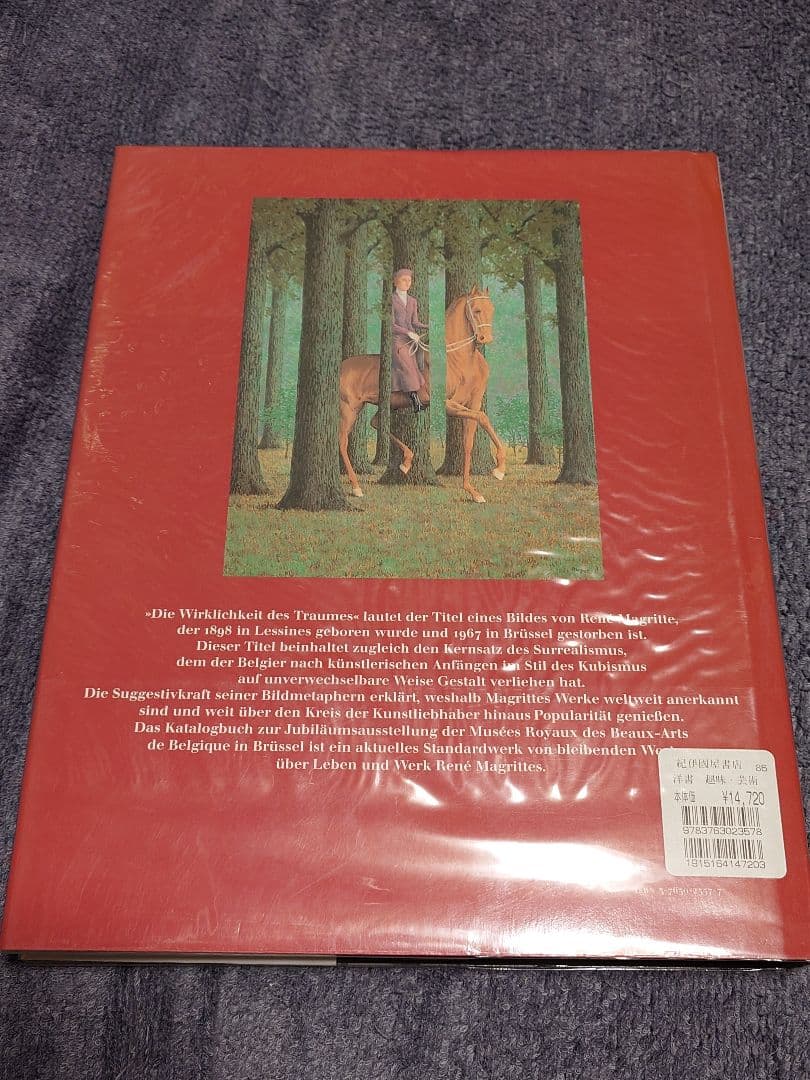 »Die Wirklichkeit des Traumes« lautet der Titel eines Bildes von René Magritte,
der 1898 in Lessines geboren wurde und 1967 in Brüssel gestorben ist.
Dieser Titel beinhaltet zugleich den Kernsatz des Surrealismus,
dem der Belgier nach künstlerischen Anfängen im Stil des Kubismus
auf unverwechselbare Weise Gestalt verliehen hat.
Die Suggestivkraft seiner Bildmetaphern erklärt, weshalb Magrittes Werke weltweit anerkannt
sind und weit über den Kreis der Kunstliebhaber hinaus Popularität genießen.
Das Katalogbuch zur Jubiläumsausstellung der Musées Royaux des Beaux-Arts
de Belgique in Brüssel ist ein aktuelles Standardwerk von bleibenden
über Leben und Werk René Magrittes.
紀伊國屋書店 86
洋書 趣味・芸術
本体価 ¥14,720
9783763023578
1915164147203
ISBN 3-7630-2357-7